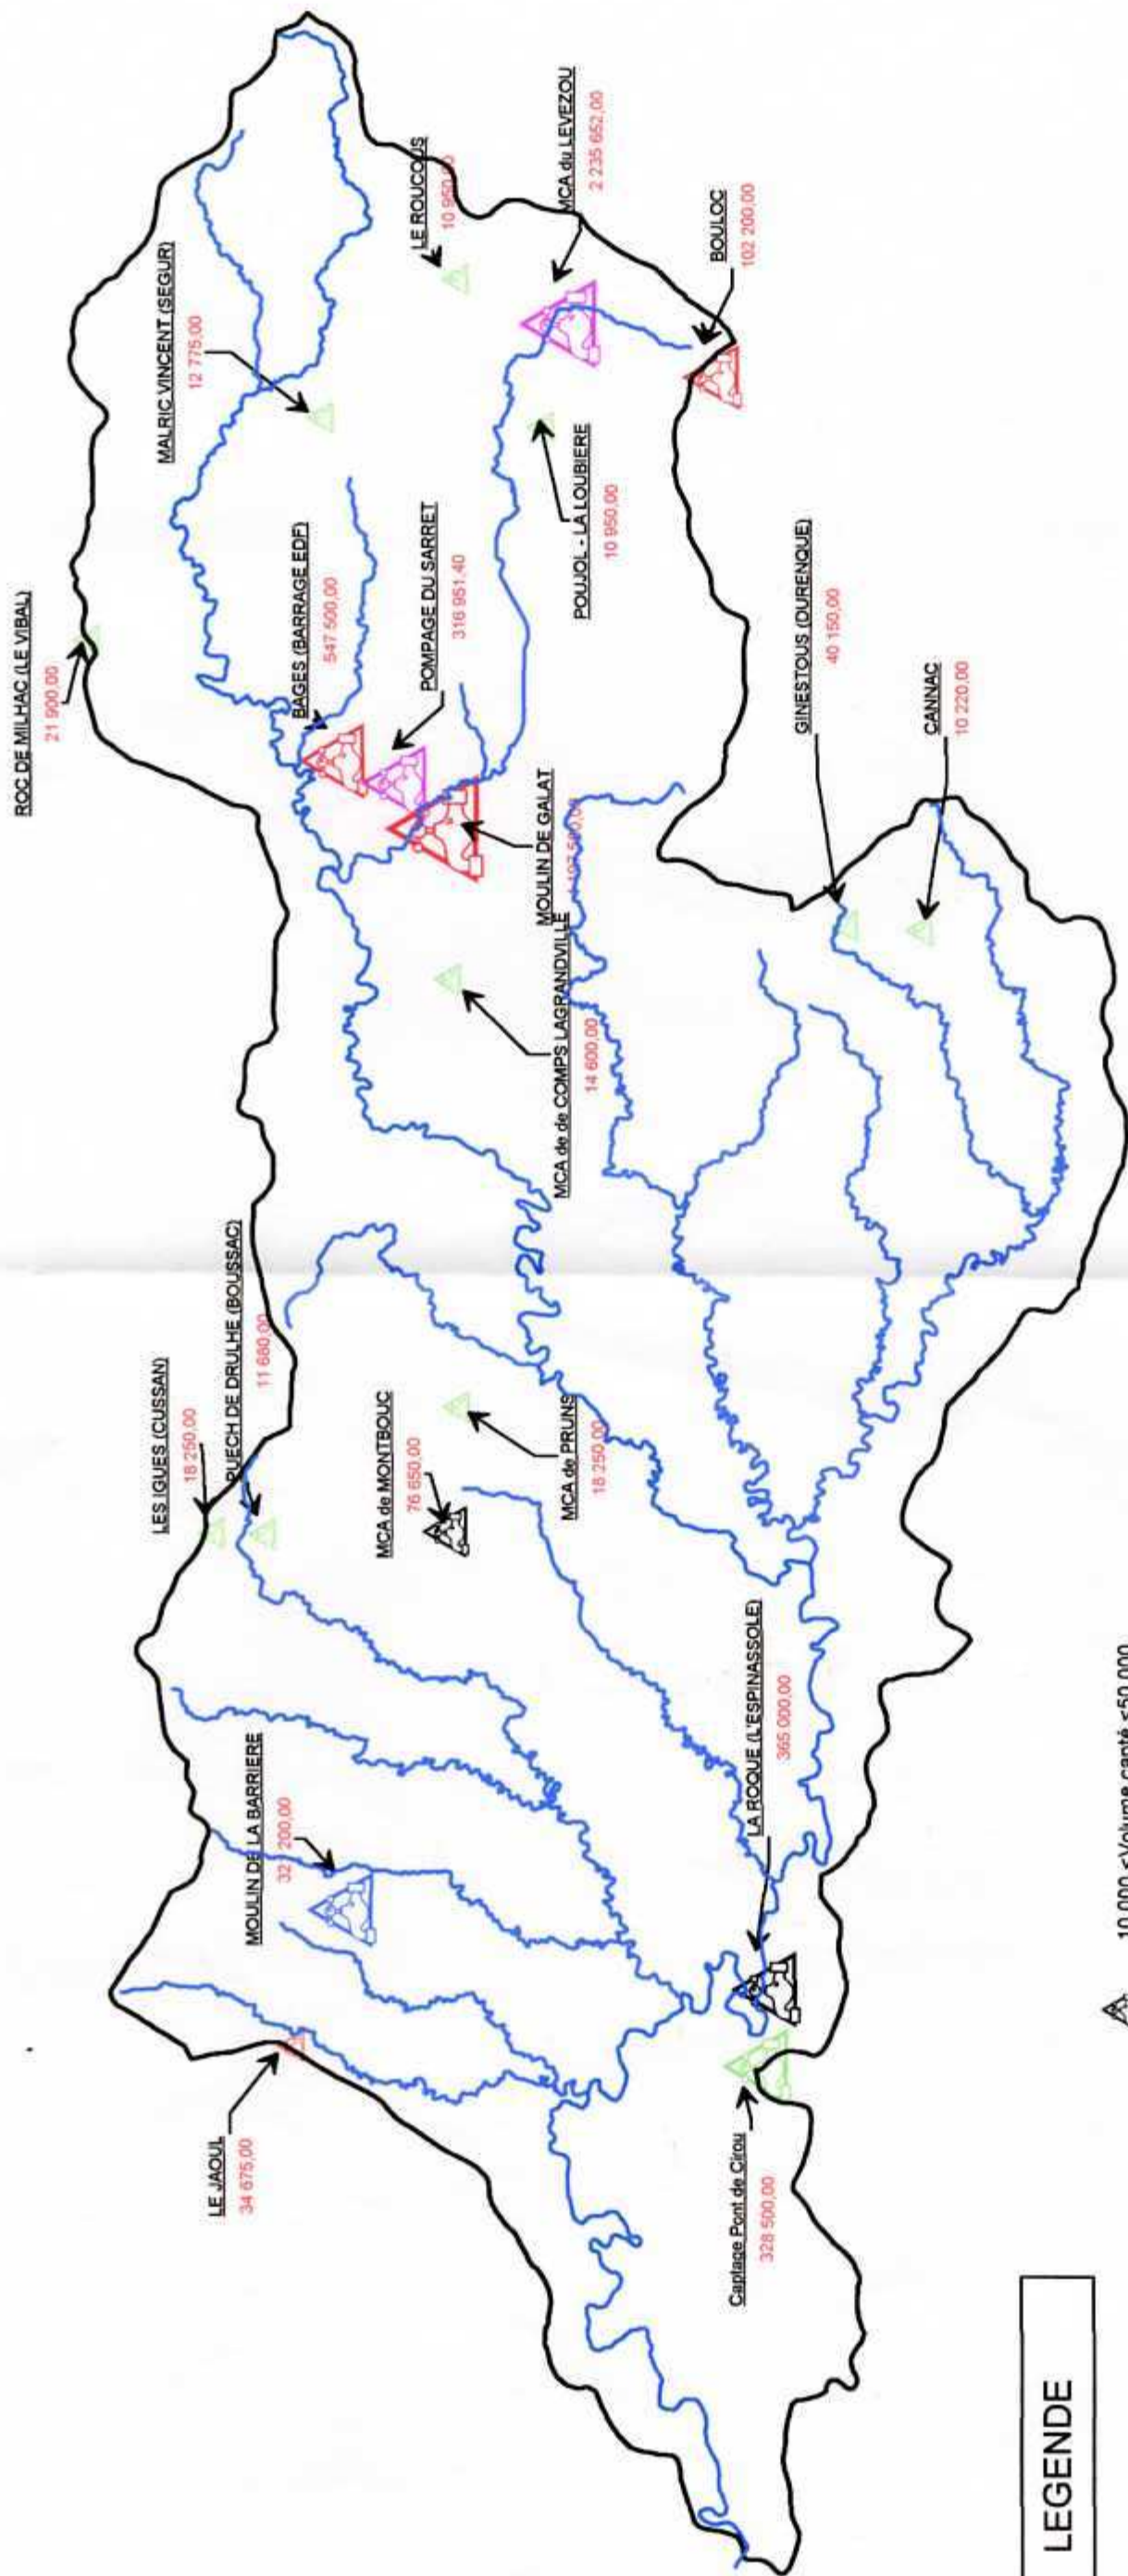 ROC DE MILHAC (LE VIBAL)
21 900,00
MALRIC VINCENT (SEGUR)
12 775,00
LE ROUCOUS
10 950,00
MCA du LEVEZOU
2 235 652,00
BOULOC
102 200,00
BAGES (BARRAGE EDF)
547 500,00
POMPAGE DU SARRET
316 951,40
POUJOL - LA LOUBIERE
10 950,00
MOULIN DE GALAT
MCA de de COMPS LAGRANDVILLE
14 600,00
GINESTOUS (DURENQUE)
40 150,00
CANNAC
10 220,00
LES IGUES (CUSSAN)
18 250,00
PUECH DE DRULHE (BOUSSAC)
11 680,00
MCA de MONTBOUC
76 650,00
MCA de PRUNS
18 250,00
MOULIN DE LA BARRIERE
200,00
LA ROQUE (L'ESPINASSOLE)
365 000,00
LE JAOUL
34 675,00
Captage Pont de Cirou
328 500,00
LEGENDE
10 000 <Volume capté <50 000